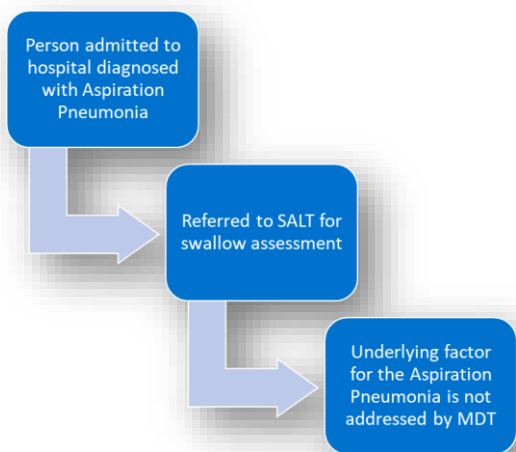 Person admitted to
hospital diagnosed
with Aspiration
Pneumonia
Referred to SALT for
swallow assessment
Underlying factor
for the Aspiration
Pneumonia is not
addressed by MDT